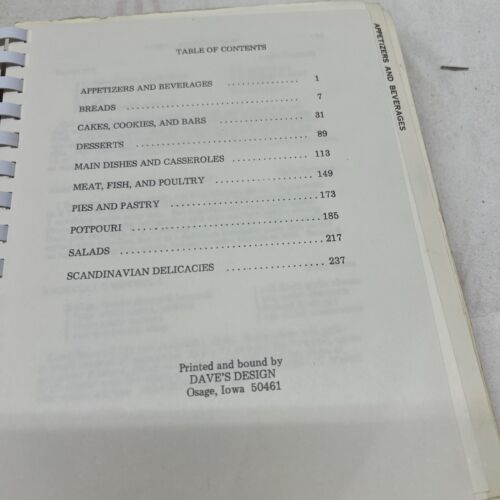 TABLE OF CONTENTS
APPETIZERS AND BEVERAGES ............... 1
BREADS .............................. 7
CAKES, COOKIES, AND BARS .................. 31
DESSERTS .............................. 89
MAIN DISHES AND CASSEROLES ............. 113
MEAT, FISH, AND POULTRY ................. 149
PIES AND PASTRY ......................... 173
POTPOURI ................................ 185
SALADS .................................. 217
SCANDINAVIAN DELICACIES ................. 237
Printed and bound by
DAVE'S DESIGN
Osage, Iowa 50461
APPETIZERS AND BEVERAGES